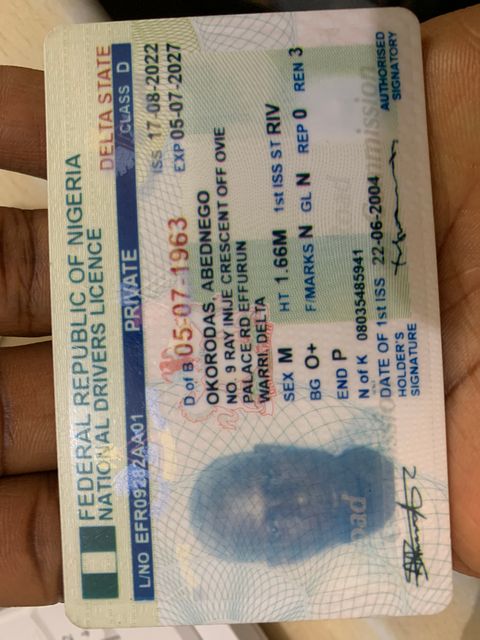 FEDERAL REPUBLIC OF NIGERIA
NATIONAL DRIVERS LICENCE
DELTA STATE
L/NO EFR09282AA01 PRIVATE CLASS D
ISS 17-08-2022
D of B 05-07-1963 EXP 05-07-2027
OKORODAS, ABEDNEGO
NO. 9 RAY INIJE CRESCENT OFF OVIE
PALACE RD EFFURUN
WARRI, DELTA
SEX M HT 1.66M 1st ISS ST RIV
BG O+ F/MARKS N GL N REP 0 REN 3
END P
N of K 08035485941
DATE OF 1st ISS 22-06-2004
HOLDER'S SIGNATURE
AUTHORISED SIGNATORY